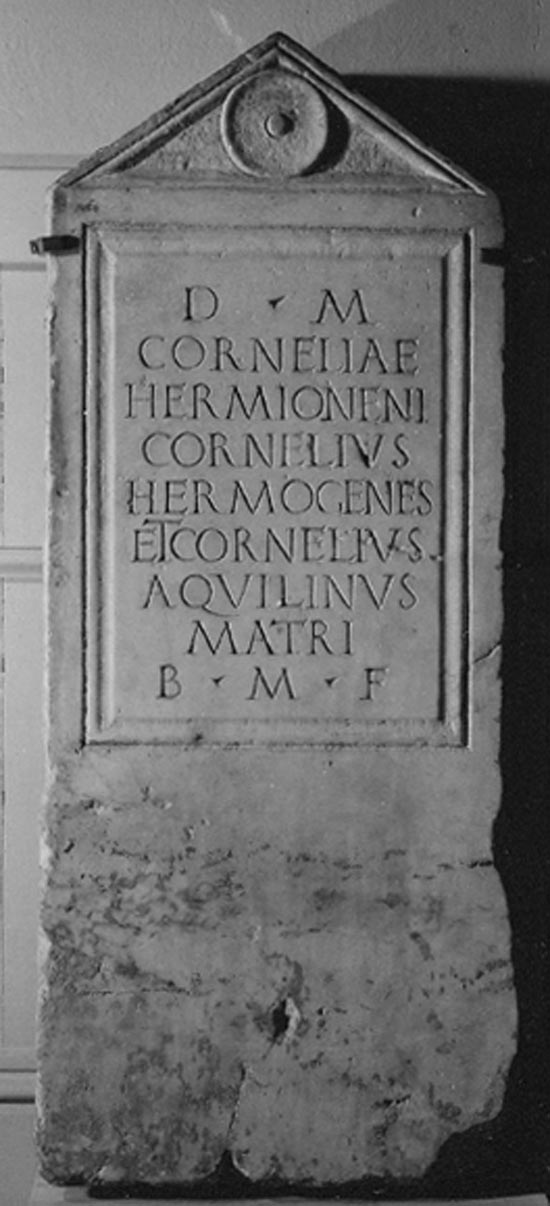 D M
CORNELIAE
HERMIONENI
CORNELIVS
HERMOGENES
ET CORNELIVS
AQVILINVS
MATRI
B M F